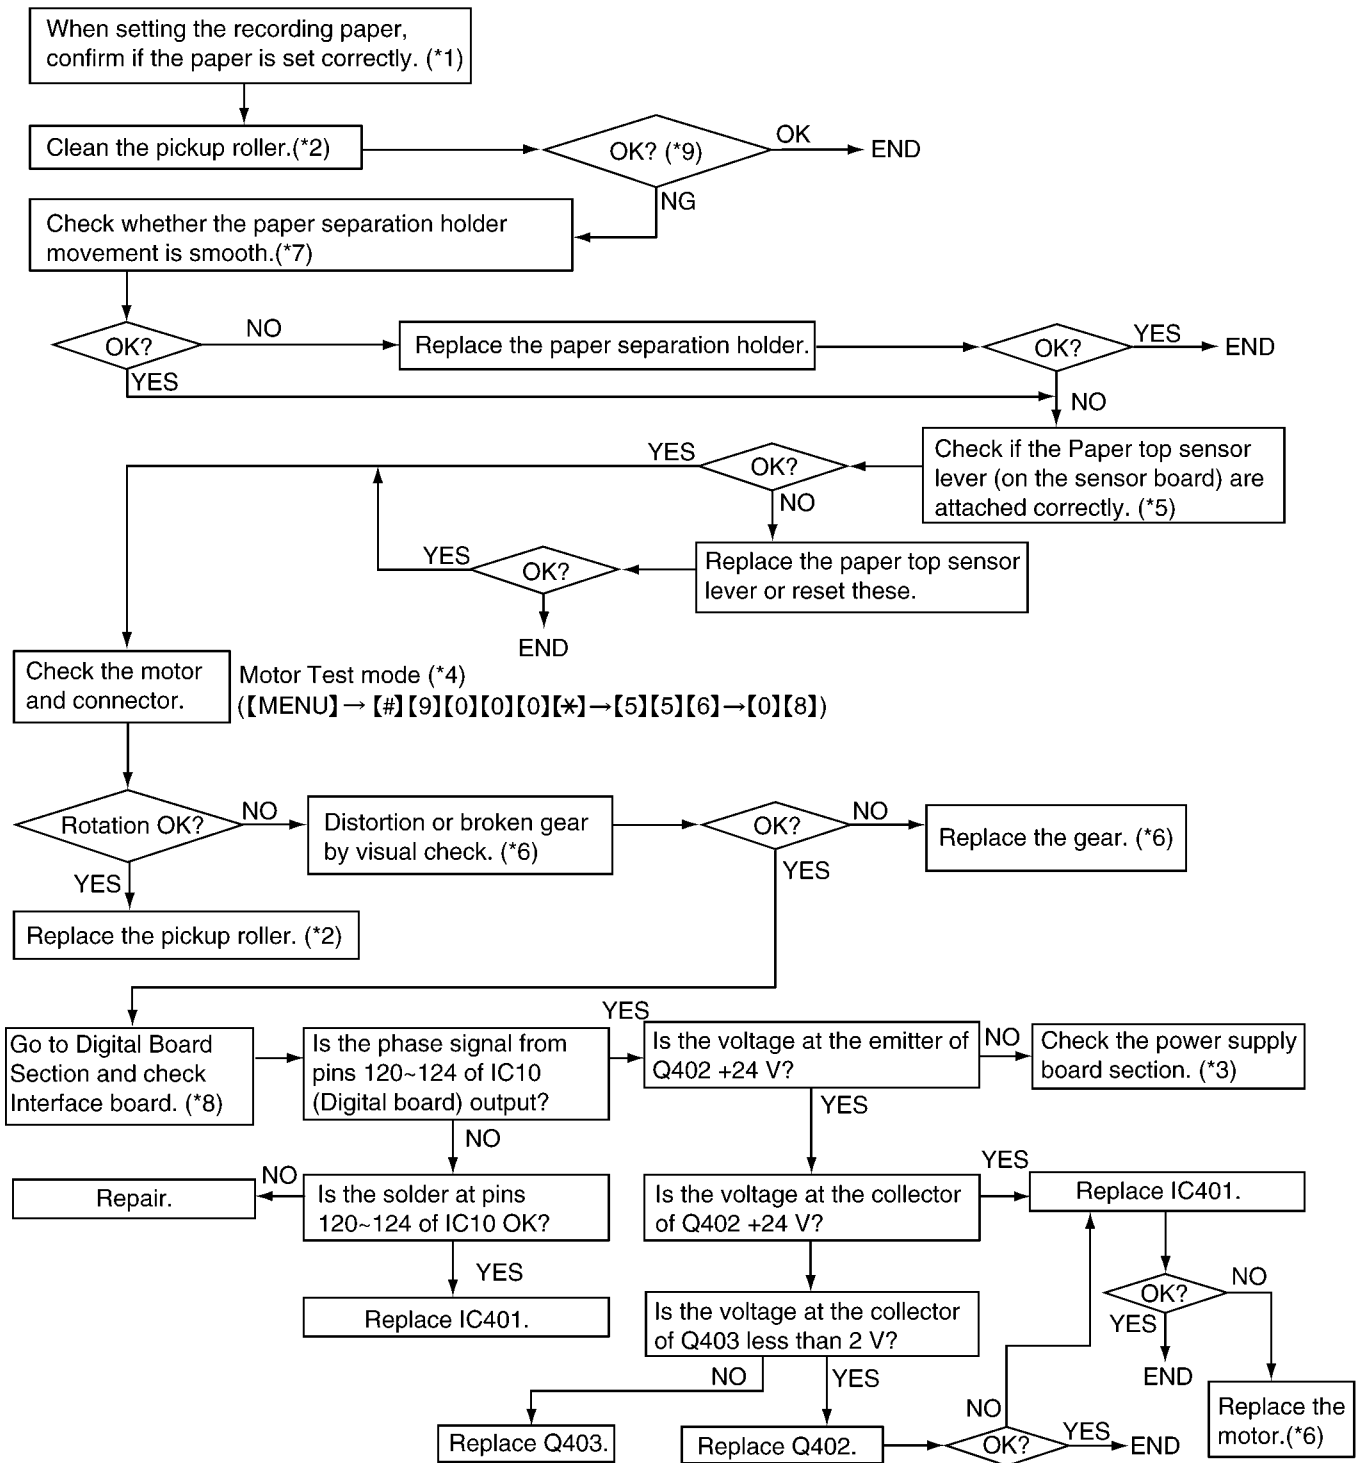 When setting the recording paper,
confirm if the paper is set correctly. (*1)
Clean the pickup roller.(*2)
OK? (*9)
OK
END
NG
Check whether the paper separation holder
movement is smooth.(*7)
OK?
NO
Replace the paper separation holder.
OK?
YES
END
YES
NO
Check if the Paper top sensor
lever (on the sensor board) are
attached correctly. (*5)
OK?
YES
NO
Replace the paper top sensor
lever or reset these.
OK?
YES
END
Check the motor
and connector.
Motor Test mode (*4)
(【MENU】→【#】【9】【0】【0】【0】【*】→【5】【5】【6】→【0】【8】)
Rotation OK?
NO
Distortion or broken gear
by visual check. (*6)
OK?
NO
Replace the gear. (*6)
YES
YES
Replace the pickup roller. (*2)
Go to Digital Board
Section and check
Interface board. (*8)
Is the phase signal from
pins 120~124 of IC10
(Digital board) output?
YES
Is the voltage at the emitter of
Q402 +24 V?
NO
Check the power supply
board section. (*3)
NO
YES
Repair.
NO
Is the solder at pins
120~124 of IC10 OK?
Is the voltage at the collector
of Q402 +24 V?
YES
Replace IC401.
YES
Replace IC401.
Is the voltage at the collector
of Q403 less than 2 V?
OK?
NO
YES
END
NO
YES
Replace Q403.
Replace Q402.
OK?
NO
YES
END
Replace the
motor.(*6)